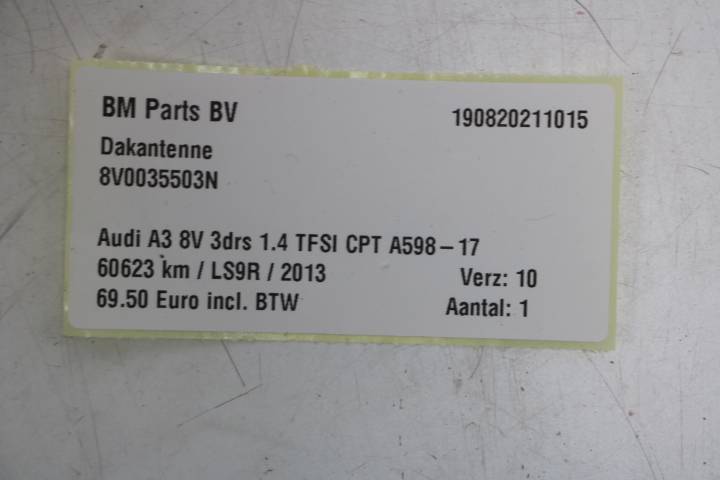 BM Parts BV 190820211015
Dakantenne
8V0035503N
Audi A3 8V 3drs 1.4 TFSI CPT A598-17
60623 km / LS9R / 2013 Verz: 10
69.50 Euro incl. BTW Aantal: 1